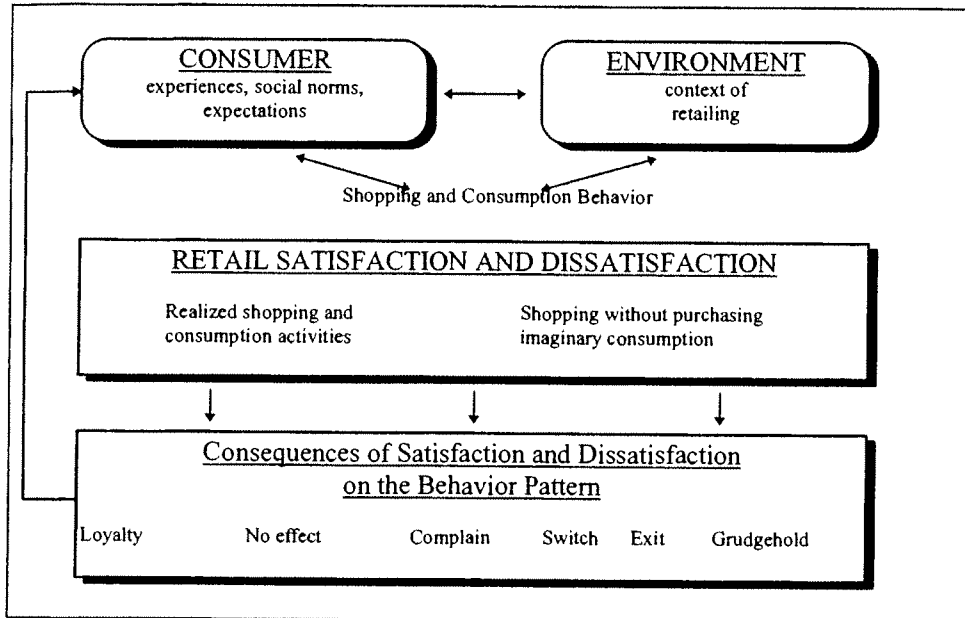 CONSUMER
experiences, social norms,
expectations
ENVIRONMENT
context of
retailing
Shopping and Consumption Behavior
RETAIL SATISFACTION AND DISSATISFACTION
Realized shopping and
consumption activities
Shopping without purchasing
imaginary consumption
Consequences of Satisfaction and Dissatisfaction
on the Behavior Pattern
Loyalty No effect Complain Switch Exit Grudgehold